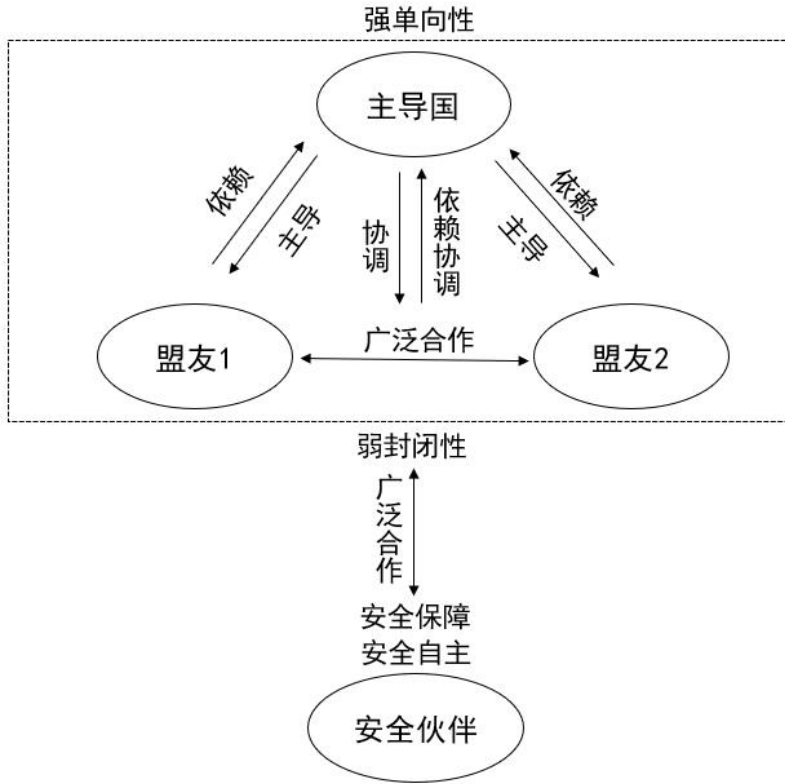 强单向性
主导国
依赖
主导
协调
依赖协调
依赖
主导
盟友1
广泛合作
盟友2
弱封闭性
广泛合作
安全保障
安全自主
安全伙伴